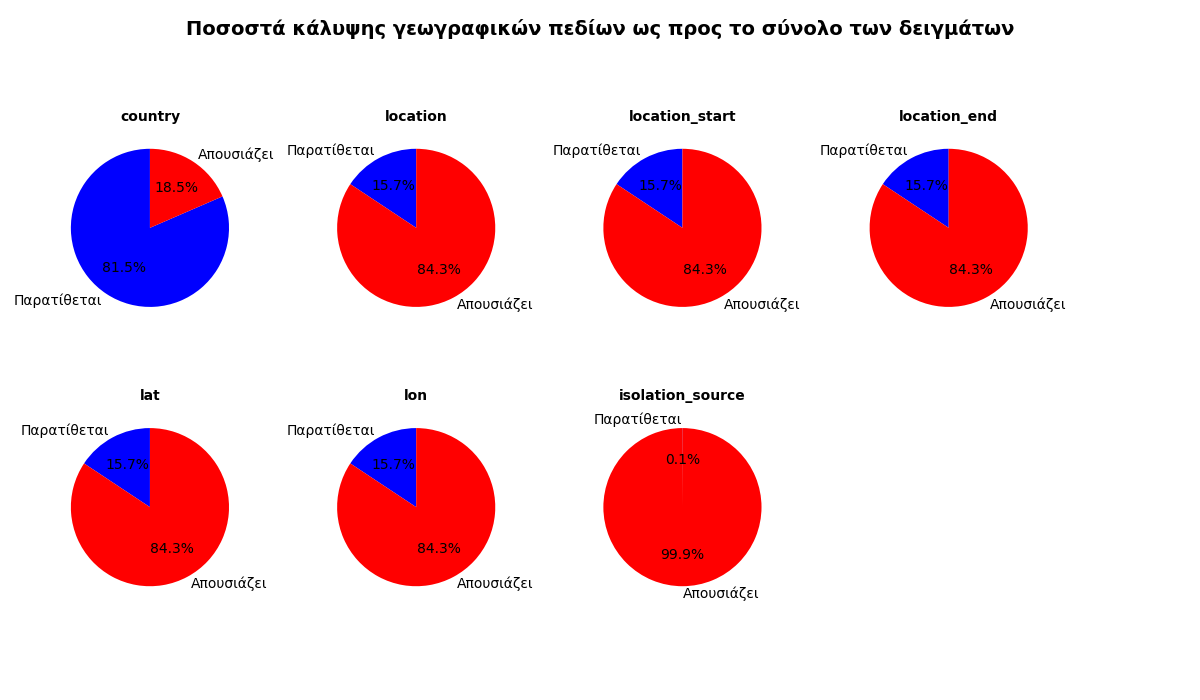 Ποσοστά κάλυψης γεωγραφικών πεδίων ως προς το σύνολο των δειγμάτων
country
Απουσιάζει
18.5%
81.5%
Παρατίθεται
location
Παρατίθεται
15.7%
84.3%
Απουσιάζει
location_start
Παρατίθεται
15.7%
84.3%
Απουσιάζει
location_end
Παρατίθεται
15.7%
84.3%
Απουσιάζει
lat
Παρατίθεται
15.7%
84.3%
Απουσιάζει
lon
Παρατίθεται
15.7%
84.3%
Απουσιάζει
isolation_source
Παρατίθεται
0.1%
99.9%
Απουσιάζει